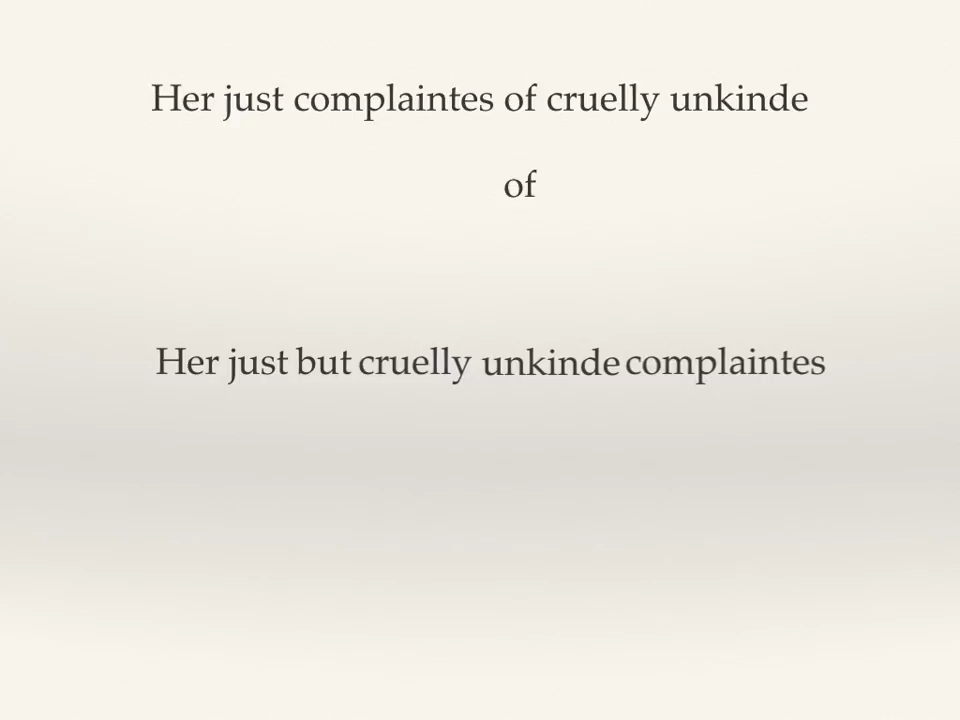 Her just complaintes of cruelly unkinde
of
Her just but cruelly unkinde complaintes